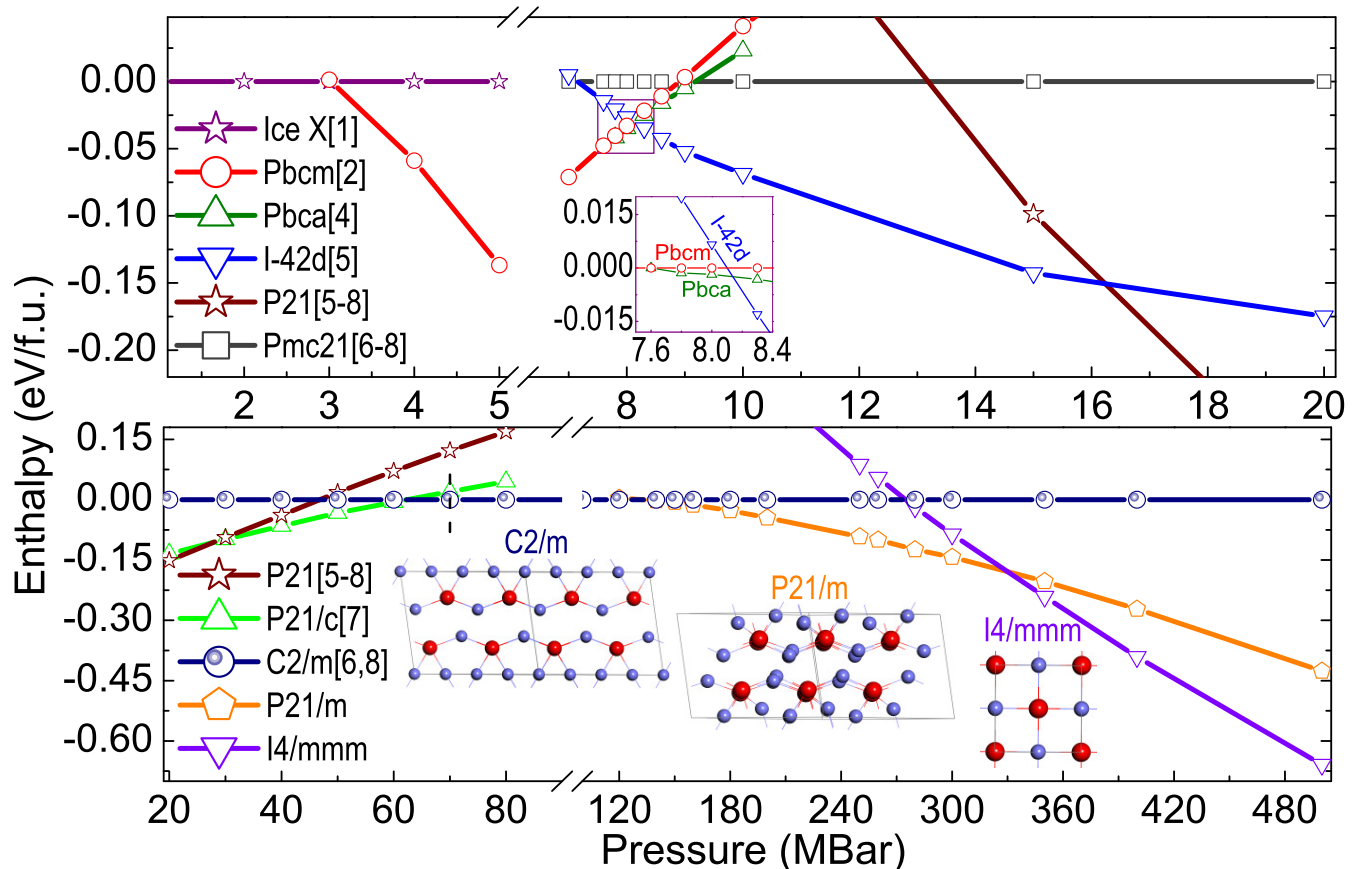 Enthalpy (eV/f.u.)
0.00
-0.05
-0.10
-0.15
-0.20
Ice X[1]
Pbcm[2]
Pbca[4]
I-42d[5]
P21[5-8]
Pmc21[6-8]
0.015
0.000
-0.015
I-42d
Pbcm
Pbca
7.6 8.0 8.4
2 3 4 5 8 10 12 14 16 18 20
0.15
0.00
-0.15
-0.30
-0.45
-0.60
P21[5-8]
P21/c[7]
C2/m[6,8]
P21/m
I4/mmm
C2/m
P21/m
I4/mmm
20 30 40 50 60 70 80 120 180 240 300 360 420 480
Pressure (MBar)